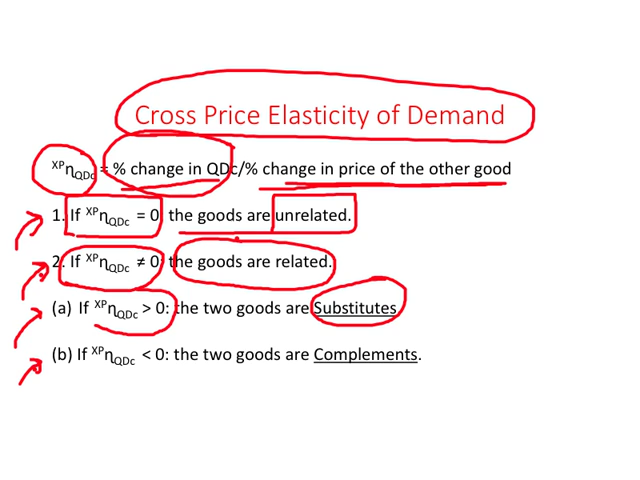 Cross Price Elasticity of Demand
XPηQDc = % change in QDc/% change in price of the other good
1. If XPηQDc = 0: the goods are unrelated.
2. If XPηQDc ≠ 0: the goods are related.
(a) If XPηQDc > 0: the two goods are Substitutes.
(b) If XPηQDc < 0: the two goods are Complements.